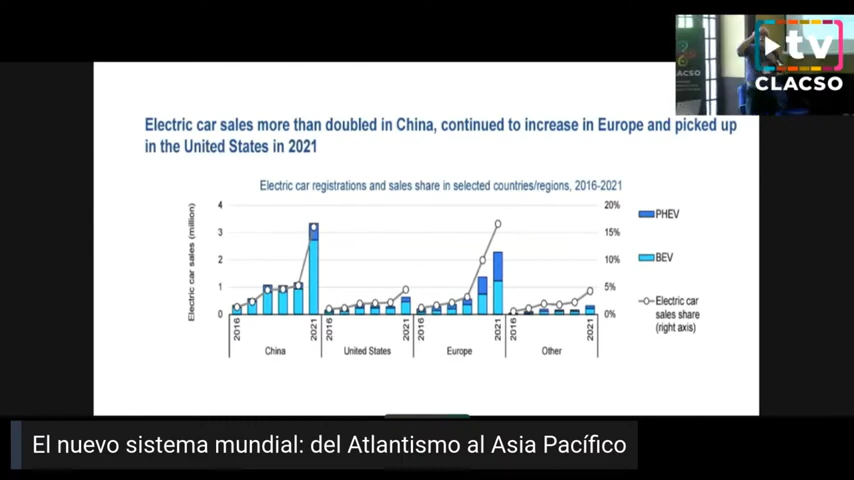 tv
CLACSO
LACSO
Electric car sales more than doubled in China, continued to increase in Europe and picked up
in the United States in 2021
Electric car registrations and sales share in selected countries/regions, 2016-2021
Electric car sales (million)
4
3
2
1
0
20%
15%
10%
5%
0%
PHEV
BEV
Electric car
sales share
(right axis)
2016
2021
2016
2021
2016
2021
2016
2021
China
United States
Europe
Other
El nuevo sistema mundial: del Atlantismo al Asia Pacífico